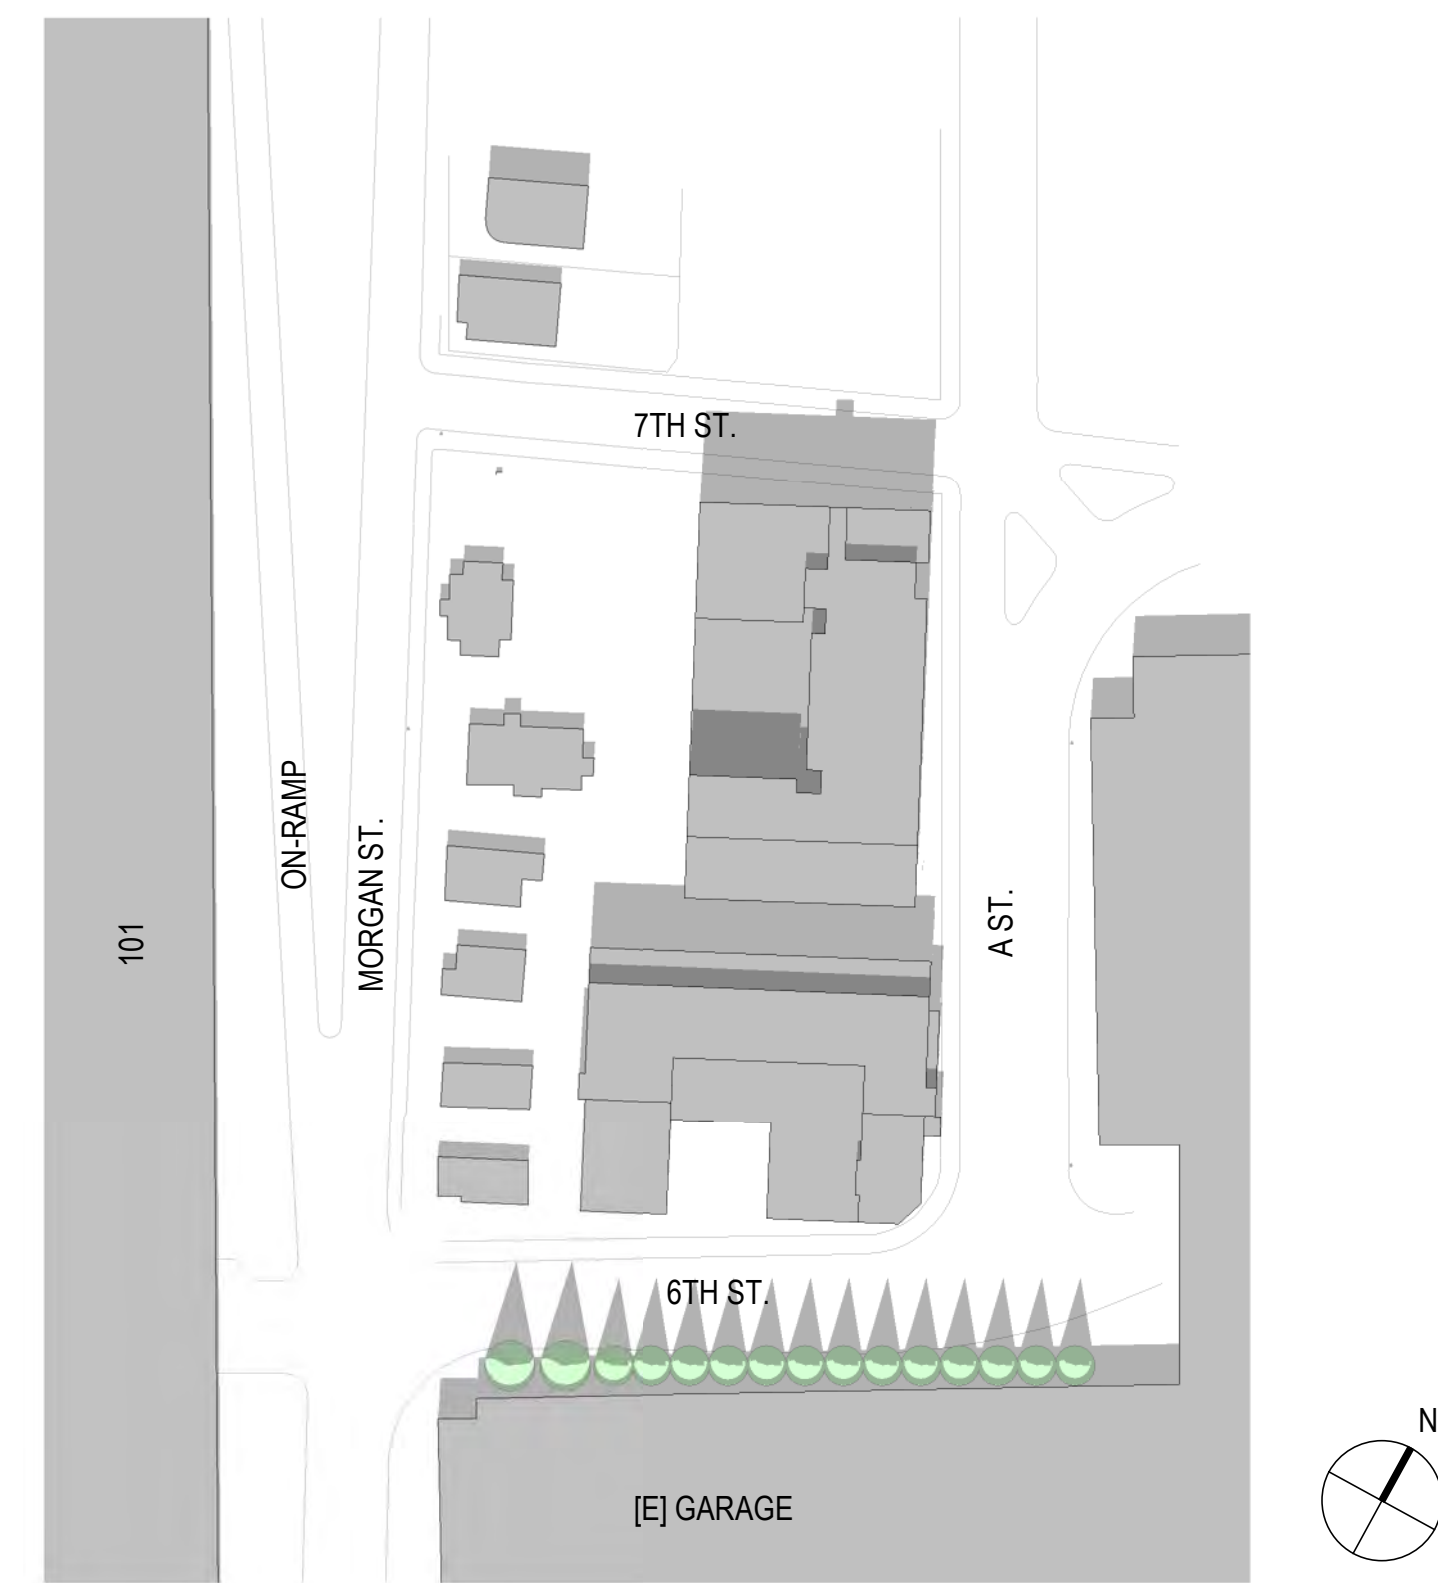 7TH ST.
ON-RAMP
MORGAN ST.
101
A ST.
6TH ST.
N
[E] GARAGE